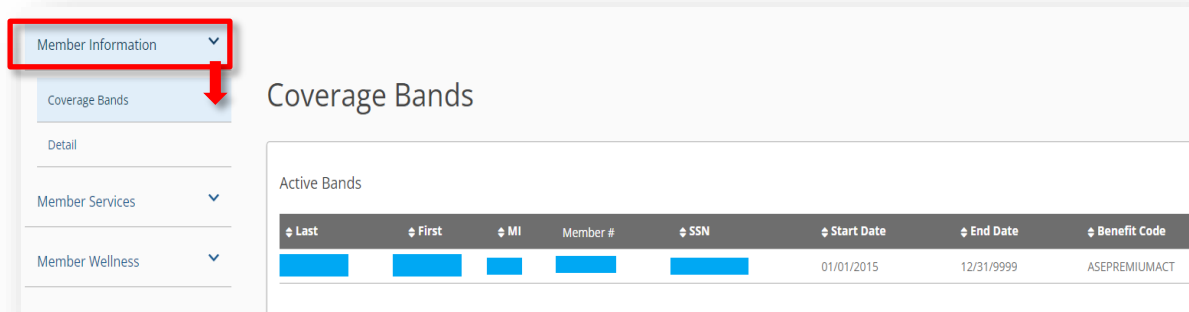 Member Information
Coverage Bands
Detail
Member Services
Member Wellness
Coverage Bands
Active Bands
Last First MI Member # SSN Start Date End Date Benefit Code
01/01/2015 12/31/9999 ASEPREMIUMACT